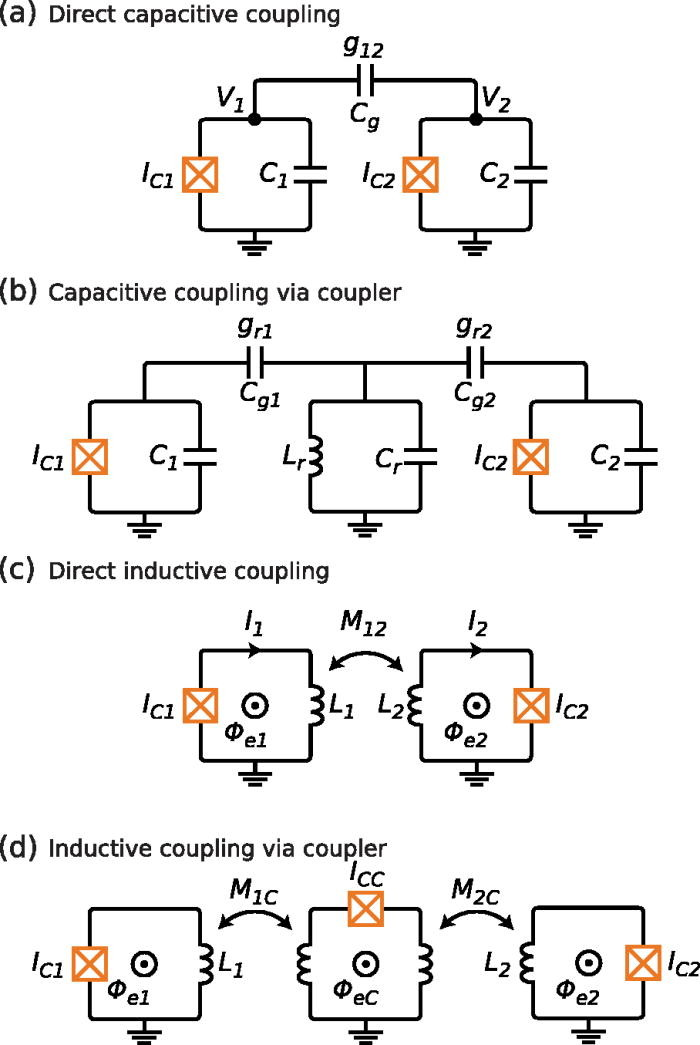 (a) Direct capacitive coupling
g12
V1 V2
Cg
IC1 C1 IC2 C2
(b) Capacitive coupling via coupler
gr1 gr2
Cg1 Cg2
IC1 C1 Lr Cr IC2 C2
(c) Direct inductive coupling
I1 M12 I2
IC1 L1 L2 IC2
Φe1 Φe2
(d) Inductive coupling via coupler
ICC
M1C M2C
IC1 L1 L2 IC2
Φe1 ΦeC Φe2